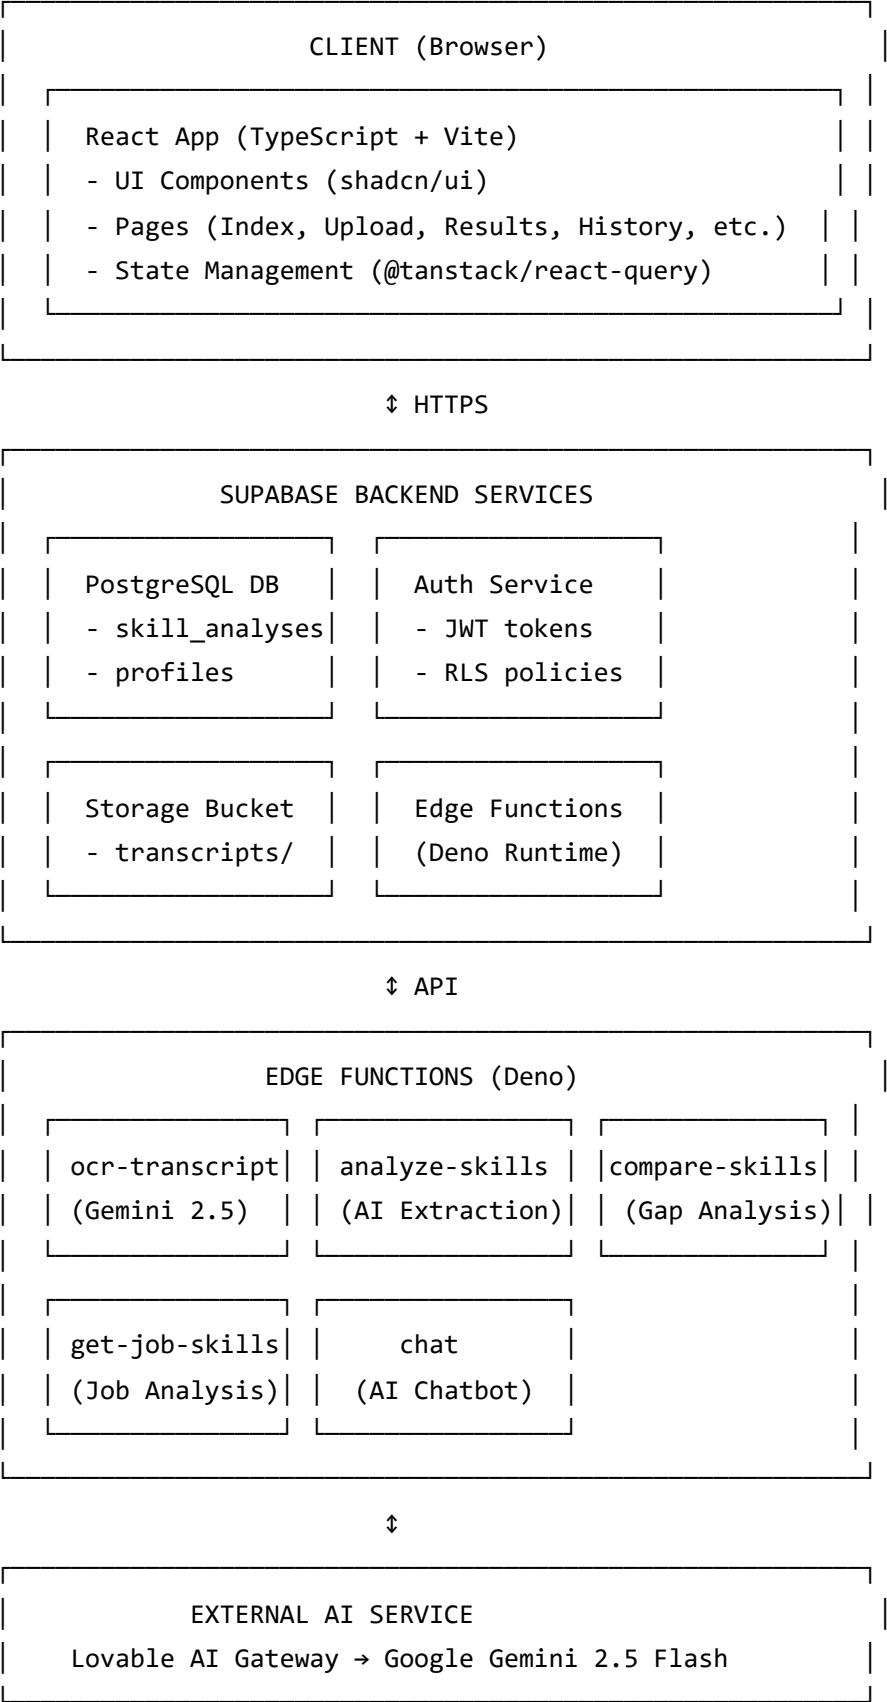 CLIENT (Browser)
React App (TypeScript + Vite)
- UI Components (shadcn/ui)
- Pages (Index, Upload, Results, History, etc.)
- State Management (@tanstack/react-query)
↕ HTTPS
SUPABASE BACKEND SERVICES
PostgreSQL DB Auth Service
- skill_analyses - JWT tokens
- profiles - RLS policies
Storage Bucket Edge Functions
- transcripts/ (Deno Runtime)
↕ API
EDGE FUNCTIONS (Deno)
ocr-transcript analyze-skills compare-skills
(Gemini 2.5) (AI Extraction) (Gap Analysis)
get-job-skills chat
(Job Analysis) (AI Chatbot)
↕
EXTERNAL AI SERVICE
Lovable AI Gateway → Google Gemini 2.5 Flash